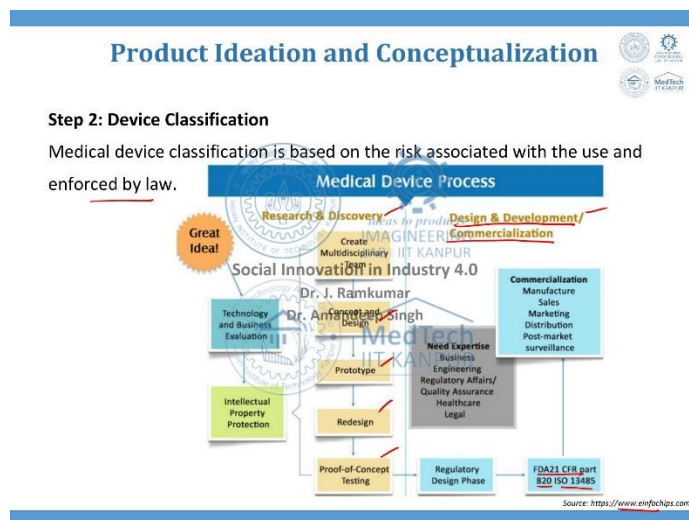 Product Ideation and Conceptualization
MedTech
IIT KANPUR
Step 2: Device Classification
Medical device classification is based on the risk associated with the use and
enforced by law.
Medical Device Process
Research & Discovery
Design & Development/
Commercialization
ideas to produ
IMAGINEERING
IIT KANPUR
Great
Idea!
Create
Multidisciplinary
Team
Social Innovation in Industry 4.0
Dr. J. Ramkumar
Dr. Amandeep Singh
MedTech
IIT KANPUR
Technology
and Business
Evaluation
Concept and
Design
Prototype
Intellectual
Property
Protection
Redesign
Proof-of-Concept
Testing
Need Expertise
Business
Engineering
Regulatory Affairs/
Quality Assurance
Healthcare
Legal
Commercialization
Manufacture
Sales
Marketing
Distribution
Post-market
surveillance
Regulatory
Design Phase
FDA21 CFR part
820 ISO 13485
Source: https://www.einfochips.com